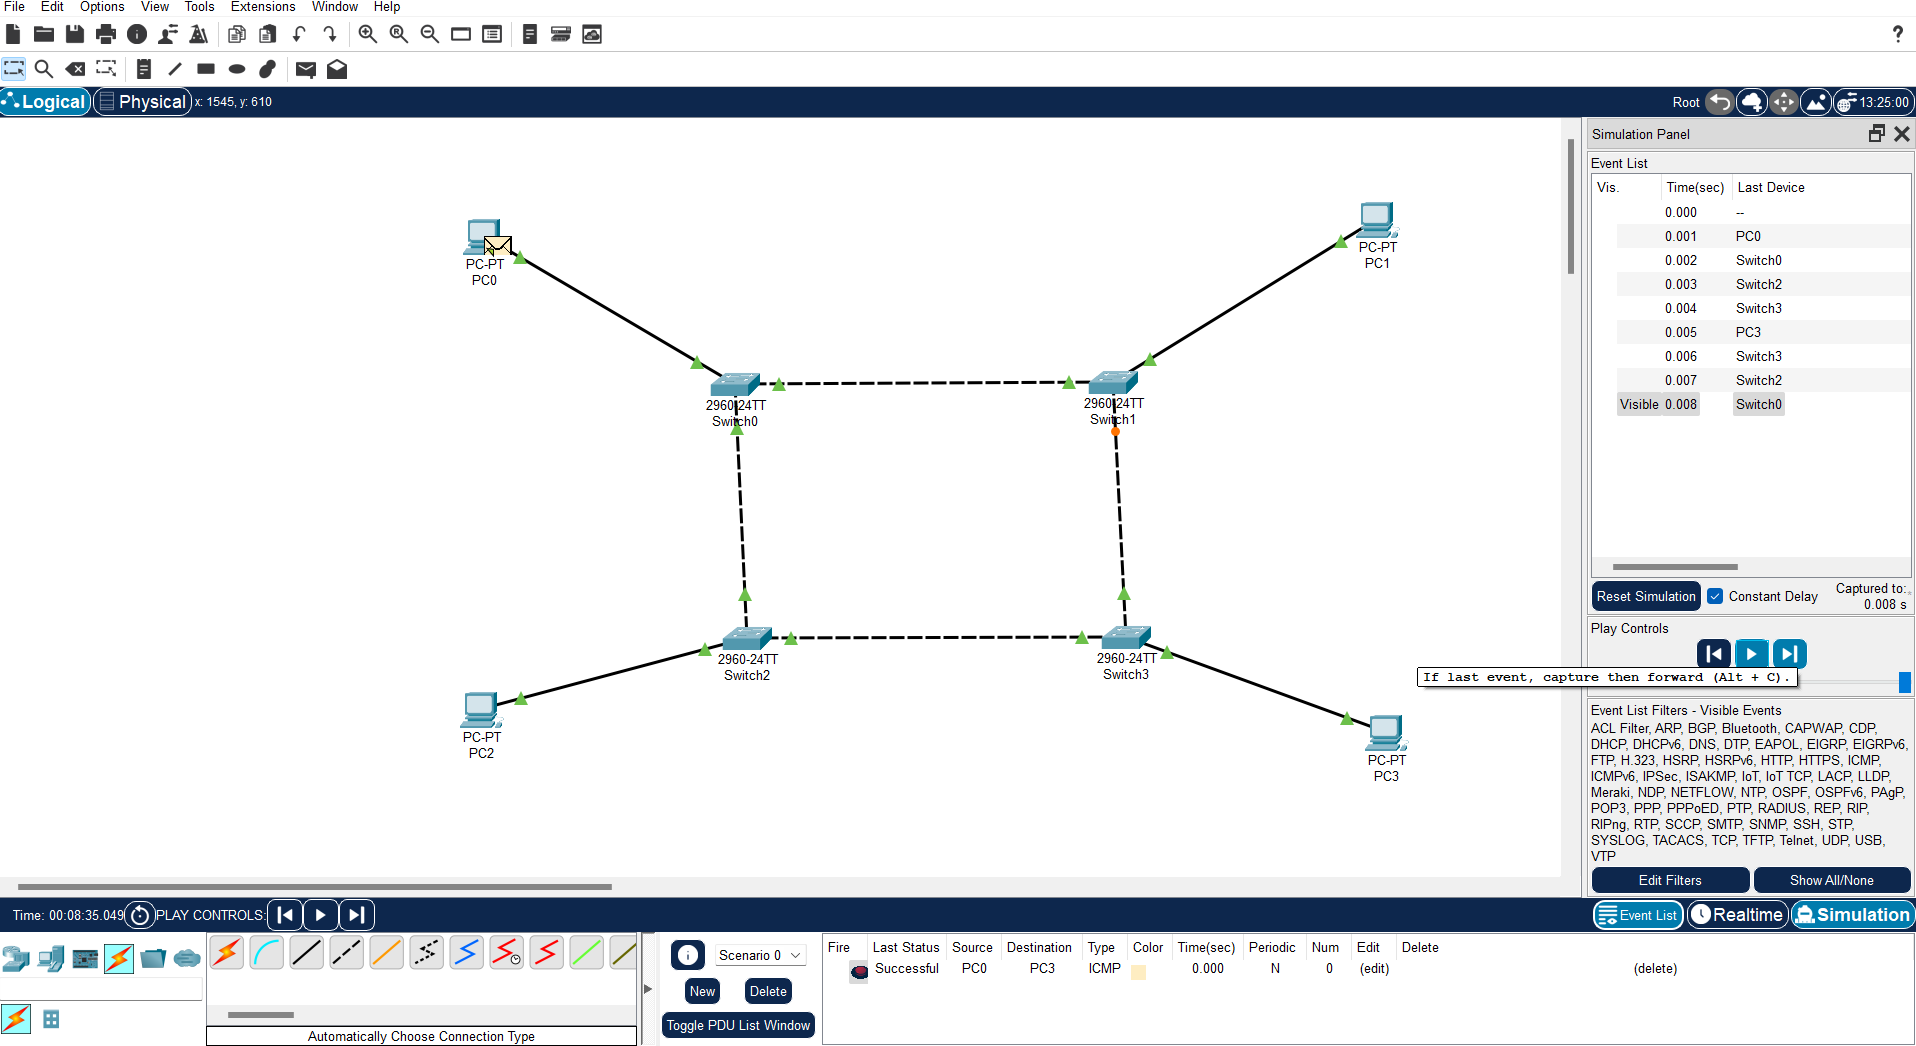 File Edit Options View Tools Extensions Window Help
?
Logical Physical x: 1545, y: 610 Root 13:25:00
Simulation Panel
Event List
Vis. Time(sec) Last Device
0.000 --
0.001 PC0
0.002 Switch0
0.003 Switch2
0.004 Switch3
0.005 PC3
0.006 Switch3
0.007 Switch2
Visible 0.008 Switch0
PC-PT
PC0
PC-PT
PC1
2960-24TT
Switch0
2960-24TT
Switch1
2960-24TT
Switch2
2960-24TT
Switch3
PC-PT
PC2
PC-PT
PC3
Reset Simulation Constant Delay Captured to:
0.008 s
Play Controls
If last event, capture then forward (Alt + C).
Event List Filters - Visible Events
ACL Filter, ARP, BGP, Bluetooth, CAPWAP, CDP,
DHCP, DHCPv6, DNS, DTP, EAPOL, EIGRP, EIGRPv6,
FTP, H.323, HSRP, HSRPv6, HTTP, HTTPS, ICMP,
ICMPv6, IPSec, ISAKMP, IoT, IoT TCP, LACP, LLDP,
Meraki, NDP, NETFLOW, NTP, OSPF, OSPFv6, PAgP,
POP3, PPP, PPPoED, PTP, RADIUS, REP, RIP,
RIPng, RTP, SCCP, SMTP, SNMP, SSH, STP,
SYSLOG, TACACS, TCP, TFTP, Telnet, UDP, USB,
VTP
Edit Filters Show All/None
Time: 00:08:35.049 PLAY CONTROLS: Event List Realtime Simulation
Automatically Choose Connection Type
Scenario 0
New Delete
Toggle PDU List Window
Fire Last Status Source Destination Type Color Time(sec) Periodic Num Edit Delete
Successful PC0 PC3 ICMP 0.000 N 0 (edit) (delete)